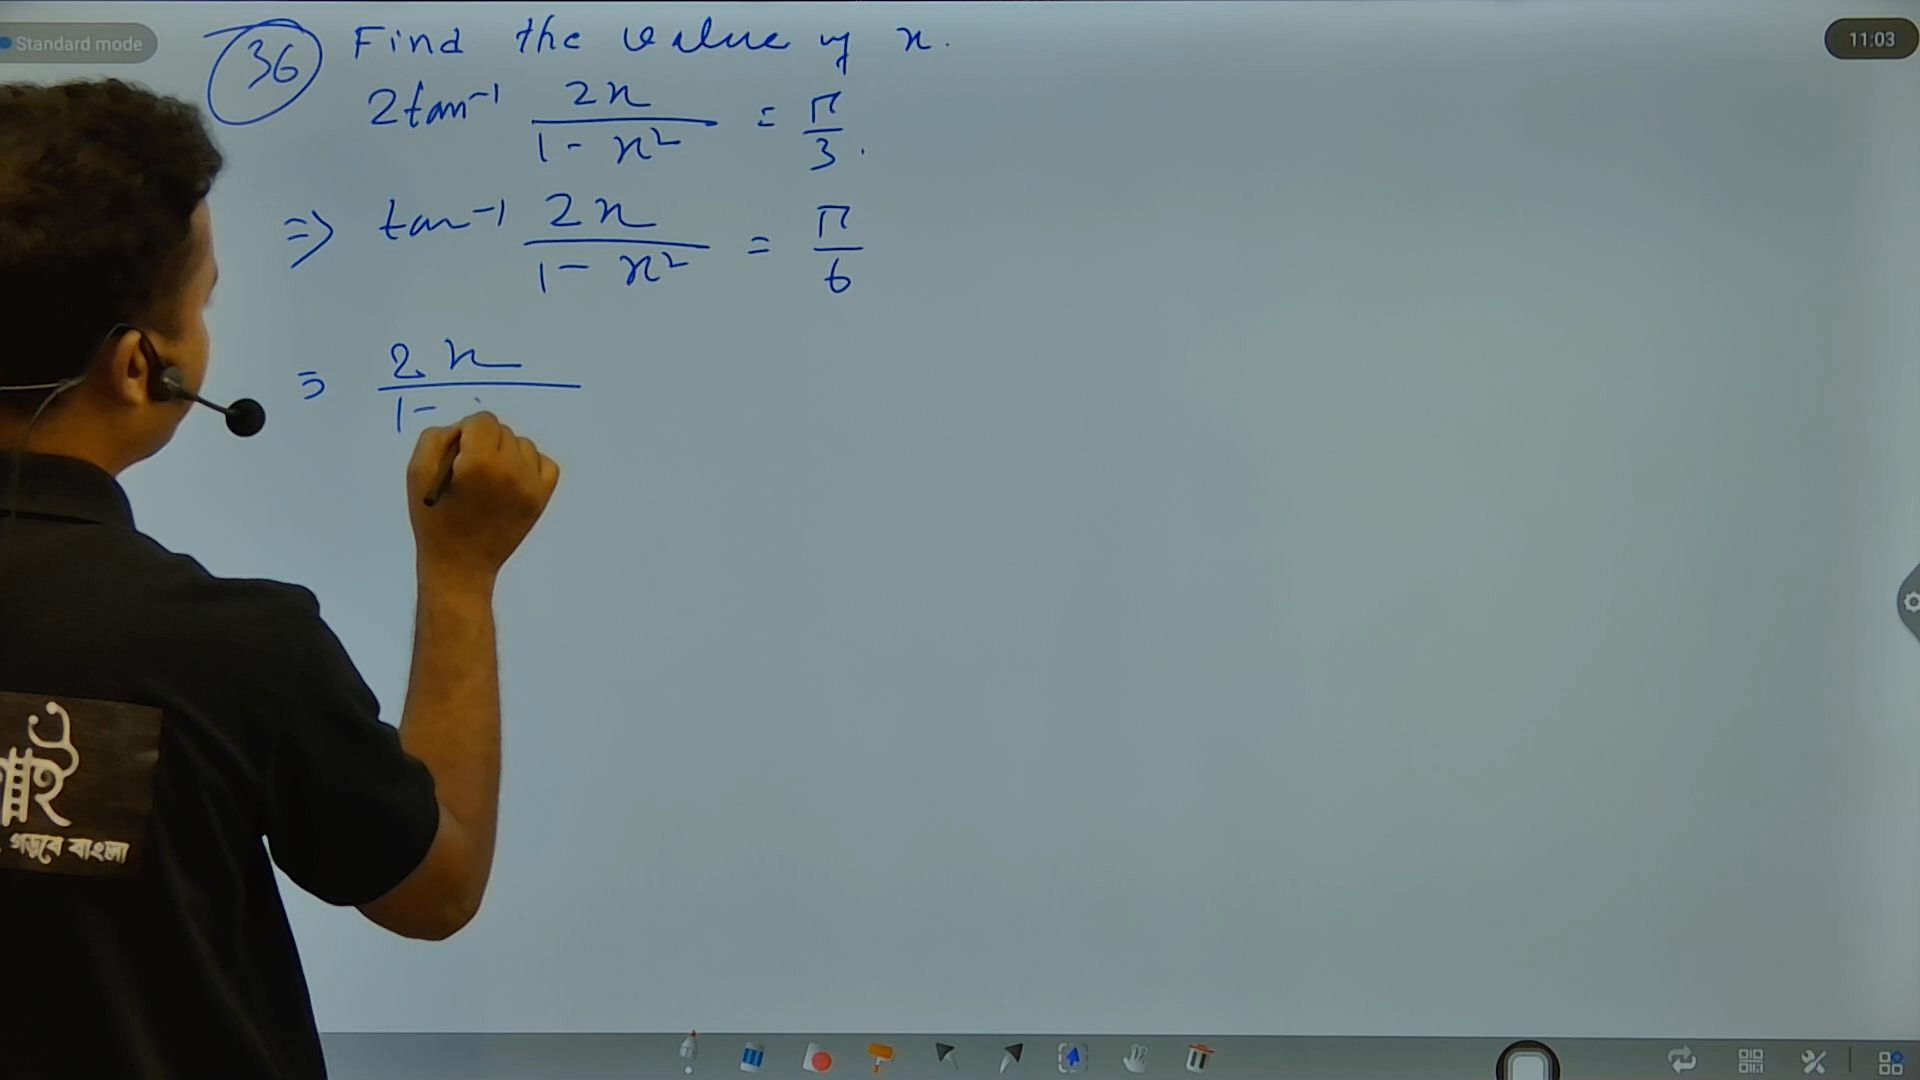 Standard mode
11:03
36 Find the value of x.
2tan⁻¹ 2x/(1 - x²) = π/3.
⇒ tan⁻¹ 2x/(1 - x²) = π/6
⇒ 2x/1-
গড়বে বাংলা